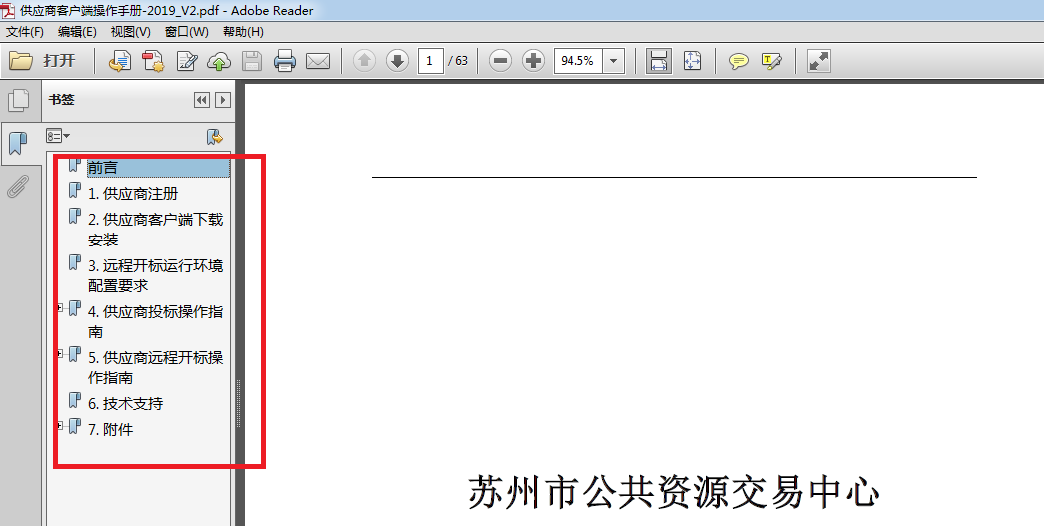 供应商客户端操作手册-2019_V2.pdf - Adobe Reader
文件(F) 编辑(E) 视图(V) 窗口(W) 帮助(H)
打开 1 / 63 94.5%
书签
前言
1. 供应商注册
2. 供应商客户端下载
安装
3. 远程开标运行环境
配置要求
4. 供应商投标操作指
南
5. 供应商远程开标操
作指南
6. 技术支持
7. 附件
苏州市公共资源交易中心